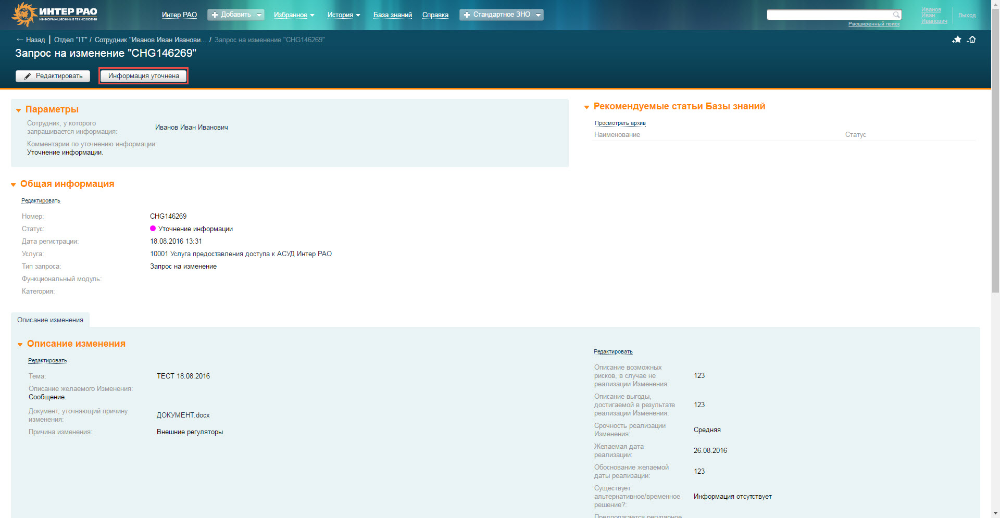 ИНТЕР РАО
ИНФОРМАЦИОННЫЕ ТЕХНОЛОГИИ
Интер РАО
Добавить
Избранное
История
База знаний
Справка
Стандартное ЗНО
Расширенный поиск
Иванов
Иван
Иванович
Выход
← Назад | Отдел "IT" / Сотрудник "Иванов Иван Иванови... / Запрос на изменение "CHG146269"
Запрос на изменение "CHG146269"
Редактировать
Информация уточнена
Параметры
Сотрудник, у которого
запрашивается информация:
Иванов Иван Иванович
Комментарии по уточнению информации:
Уточнение информации.
Рекомендуемые статьи Базы знаний
Просмотреть архив
Наименование
Статус
Общая информация
Редактировать
Номер: CHG146269
Статус: Уточнение информации
Дата регистрации: 18.08.2016 13:31
Услуга: 10001 Услуга предоставления доступа к АСУД Интер РАО
Тип запроса: Запрос на изменение
Функциональный модуль:
Категория:
Описание изменения
Описание изменения
Редактировать
Тема: ТЕСТ 18.08.2016
Описание желаемого Изменения:
Сообщение.
Документ, уточняющий причину
изменения:
ДОКУМЕНТ.docx
Причина изменения: Внешние регуляторы
Редактировать
Описание возможных
рисков, в случае не
реализации Изменения:
123
Описание выгоды,
достигаемой в результате
реализации Изменения:
123
Срочность реализации
Изменения:
Средняя
Желаемая дата
реализации:
26.08.2016
Обоснование желаемой
даты реализации:
123
Существует
альтернативное/временное
решение?:
Информация отсутствует
Предполагается регулярное